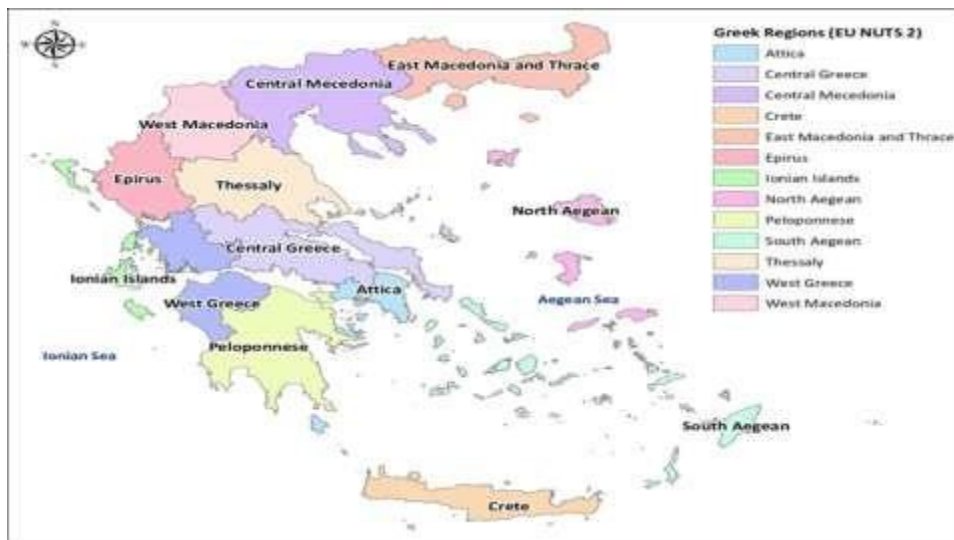 N
W
E
S
East Macedonia and Thrace
Central Mecedonia
West Macedonia
Epirus
Thessaly
North Aegean
Central Greece
Ionian Islands
Attica
West Greece
Aegean Sea
Peloponnese
Ionian Sea
South Aegean
Crete
Greek Regions (EU NUTS 2)
Attica
Central Greece
Central Mecedonia
Crete
East Macedonia and Thrace
Epirus
Ionian Islands
North Aegean
Peloponnese
South Aegean
Thessaly
West Greece
West Macedonia